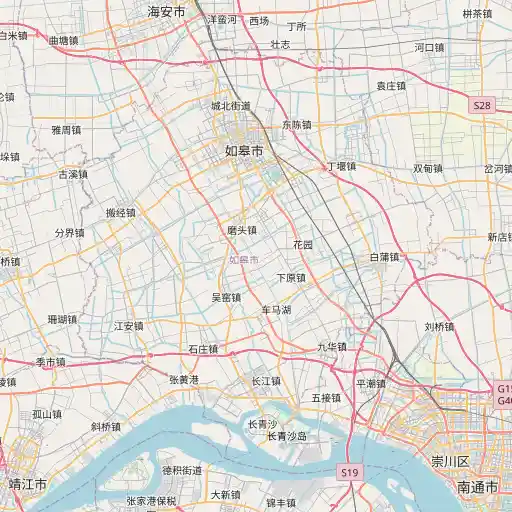 海安市
洋蛮河
西场
丁所
栟茶镇
白米镇
曲塘镇
壮志
河口镇
袁庄镇
S28
城北街道
雅周镇
东陈镇
如皋市
垛镇
丁堰镇
双甸镇
岔河镇
古溪镇
搬经镇
分界镇
磨头镇
花园
新店镇
桥镇
如皋市
白蒲镇
下原镇
吴窑镇
车马湖
珊瑚镇
江安镇
刘桥镇
石庄镇
九华镇
季市镇
张黄港
长江镇
平潮镇
陵镇
五接镇
G15
G40
孤山镇
斜桥镇
长青沙
长青沙岛
崇川区
德积街道
S19
靖江市
南通市
张家港保税
大新镇
锦丰镇